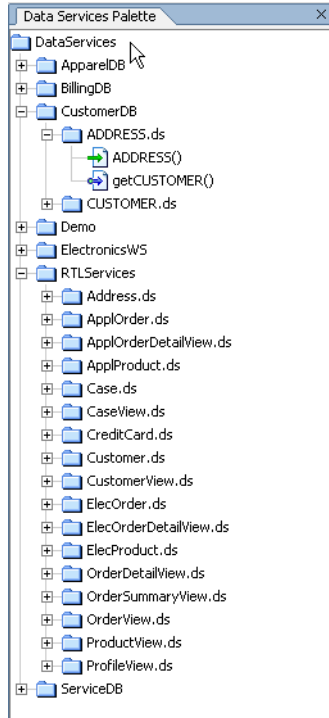 Data Services Palette
DataServices
ApparelDB
BillingDB
CustomerDB
ADDRESS.ds
ADDRESS()
getCUSTOMER()
CUSTOMER.ds
Demo
ElectronicsWS
RTLServices
Address.ds
ApplOrder.ds
ApplOrderDetailView.ds
ApplProduct.ds
Case.ds
CaseView.ds
CreditCard.ds
Customer.ds
CustomerView.ds
ElecOrder.ds
ElecOrderDetailView.ds
ElecProduct.ds
OrderDetailView.ds
OrderSummaryView.ds
OrderView.ds
ProductView.ds
ProfileView.ds
ServiceDB